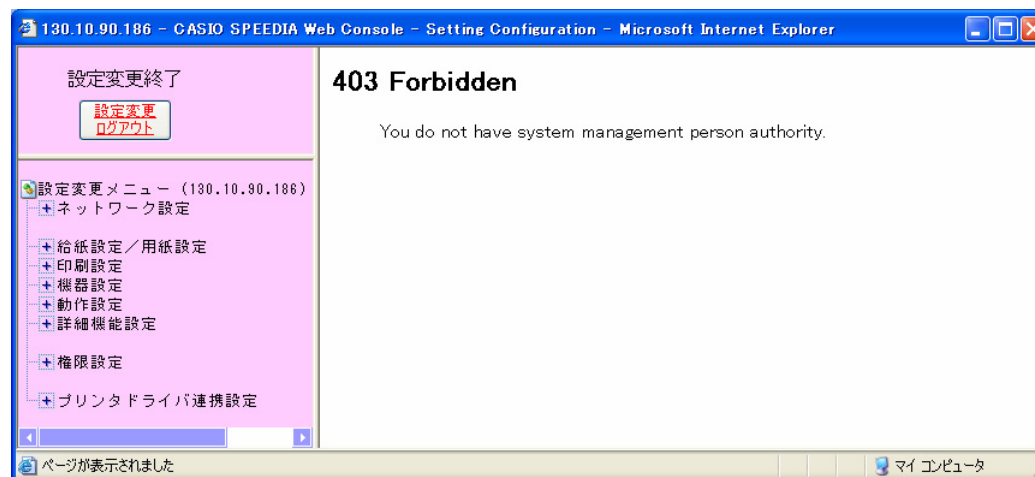 130.10.90.186 - CASIO SPEEDIA Web Console - Setting Configuration - Microsoft Internet Explorer
設定変更終了
設定変更
ログアウト
設定変更メニュー (130.10.90.186)
ネットワーク設定
給紙設定／用紙設定
印刷設定
機器設定
動作設定
詳細機能設定
権限設定
プリンタドライバ連携設定
403 Forbidden
You do not have system management person authority.
ページが表示されました
マイ コンピュータ